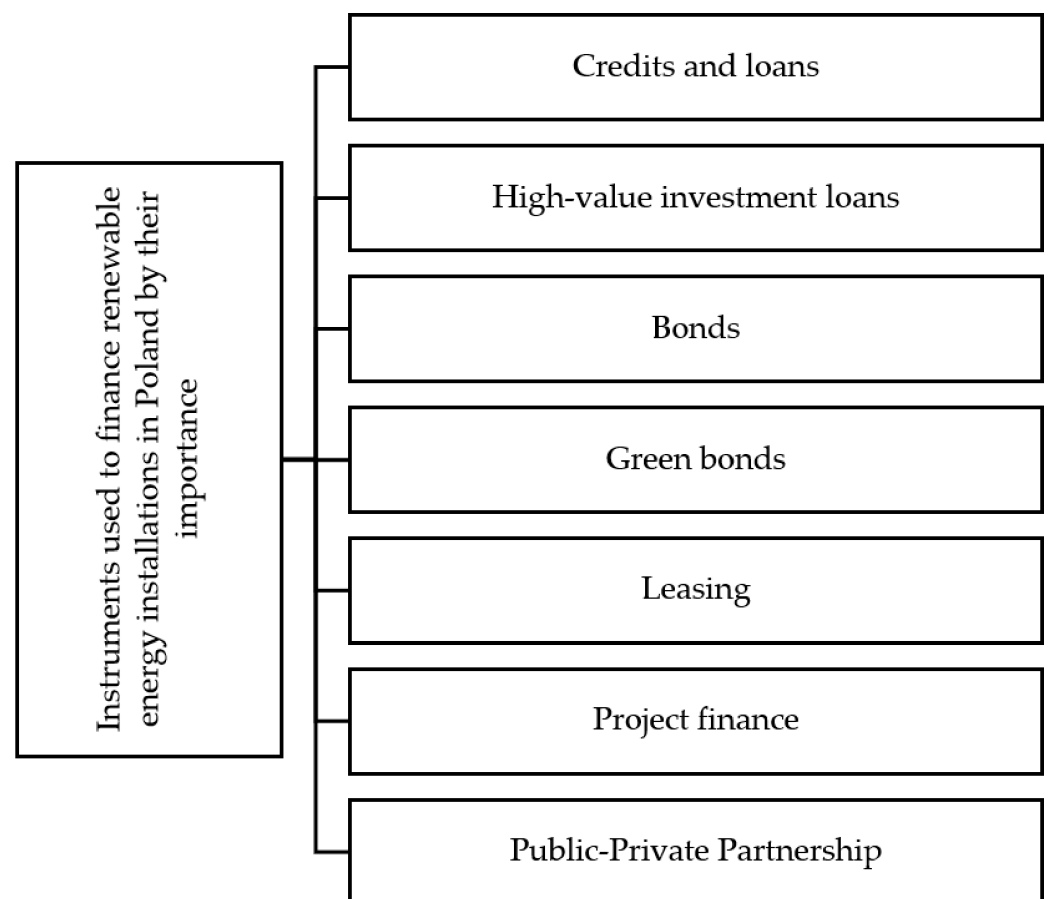 Instruments used to finance renewable
energy installations in Poland by their
importance
Credits and loans
High-value investment loans
Bonds
Green bonds
Leasing
Project finance
Public-Private Partnership